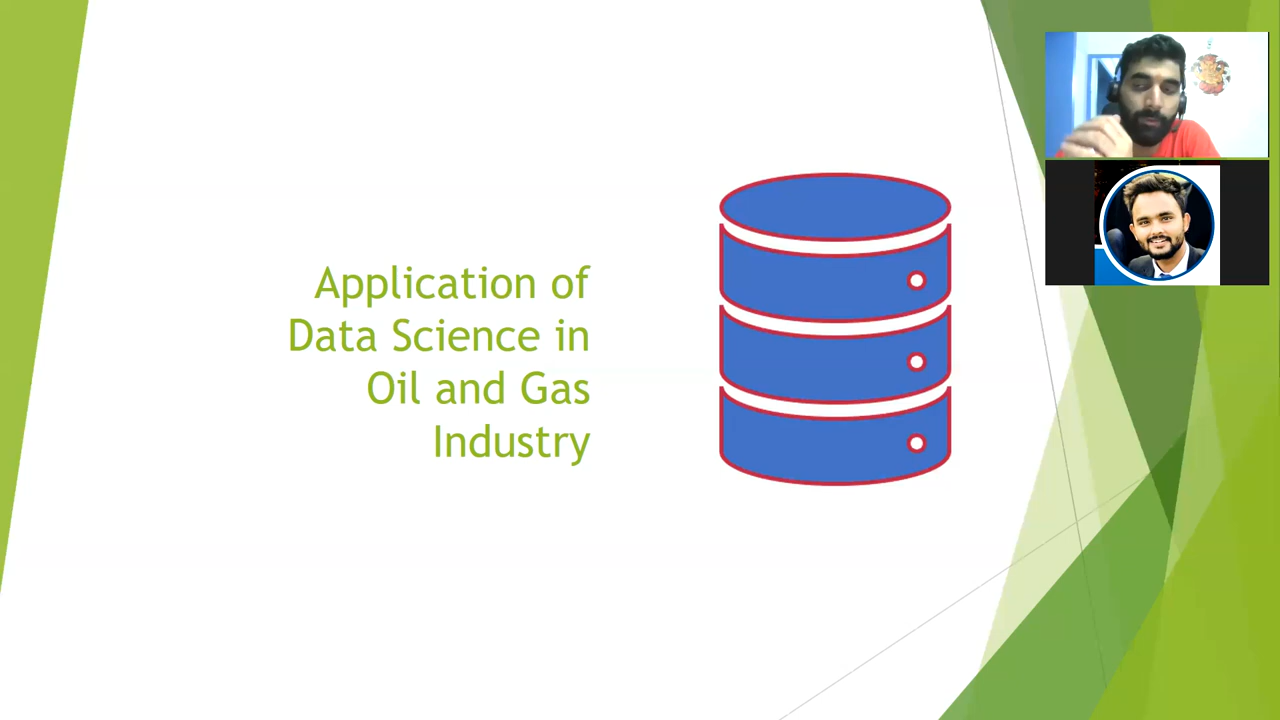 Application of
Data Science in
Oil and Gas
Industry